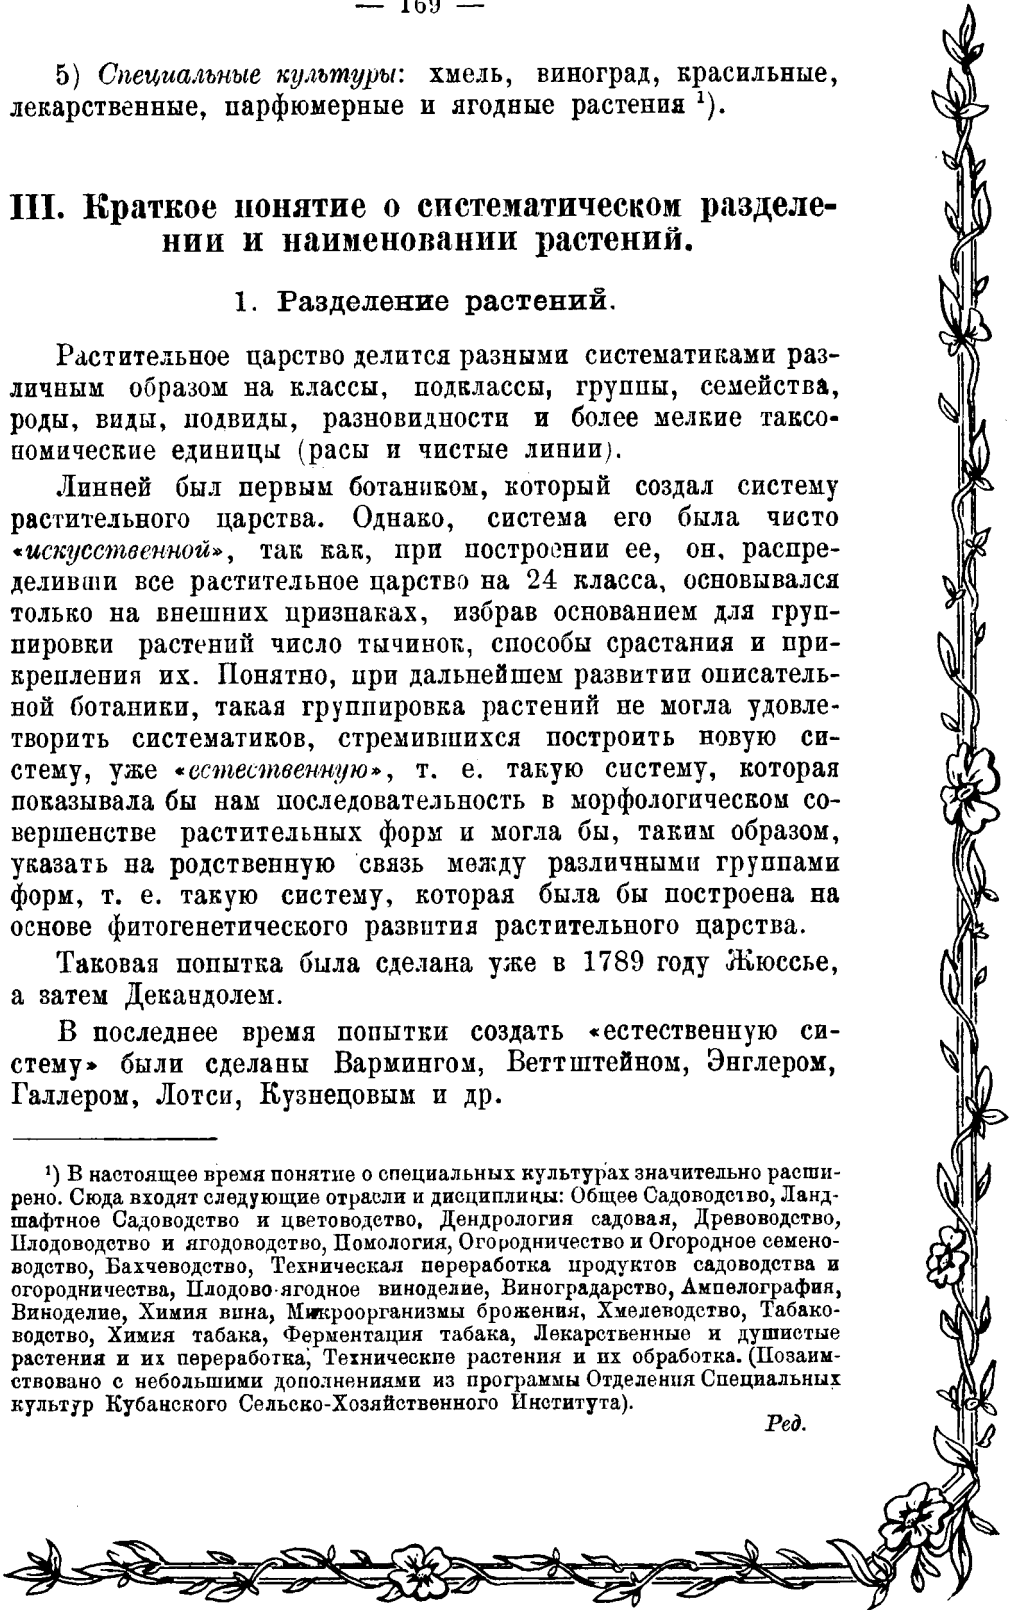 — 169 —
5) Специальные культуры: хмель, виноград, красильные,
лекарственные, парфюмерные и ягодные растения ¹).
III. Краткое понятие о систематическом разделе-
нии и наименовании растений.
1. Разделение растений.
Растительное царство делится разными систематиками раз-
личным образом на классы, подклассы, группы, семейства,
роды, виды, подвиды, разновидности и более мелкие таксо-
номические единицы (расы и чистые линии).
Линней был первым ботаником, который создал систему
растительного царства. Однако, система его была чисто
«искусственной», так как, при построении ее, он, распре-
деливши все растительное царство на 24 класса, основывался
только на внешних признаках, избрав основанием для груп-
пировки растений число тычинок, способы срастания и при-
крепления их. Понятно, при дальнейшем развитии описатель-
ной ботаники, такая группировка растений не могла удовле-
творить систематиков, стремившихся построить новую си-
стему, уже «естественную», т. е. такую систему, которая
показывала бы нам последовательность в морфологическом со-
вершенстве растительных форм и могла бы, таким образом,
указать на родственную связь между различными группами
форм, т. е. такую систему, которая была бы построена на
основе фитогенетического развития растительного царства.
Таковая попытка была сделана уже в 1789 году Жюссье,
а затем Декандолем.
В последнее время попытки создать «естественную си-
стему» были сделаны Вармингом, Веттштейном, Энглером,
Галлером, Лотси, Кузнецовым и др.
¹) В настоящее время понятие о специальных культурах значительно расши-
рено. Сюда входят следующие отрасли и дисциплины: Общее Садоводство, Ланд-
шафтное Садоводство и цветоводство, Дендрология садовая, Древоводство,
Плодоводство и ягодоводство, Помология, Огородничество и Огородное семено-
водство, Бахчеводство, Техническая переработка продуктов садоводства и
огородничества, Плодово-ягодное виноделие, Виноградарство, Ампелография,
Виноделие, Химия вина, Микроорганизмы брожения, Хмелеводство, Табако-
водство, Химия табака, Ферментация табака, Лекарственные и душистые
растения и их переработка, Технические растения и их обработка. (Позаим-
ствовано с небольшими дополнениями из программы Отделения Специальных
культур Кубанского Сельско-Хозяйственного Института).
Ред.